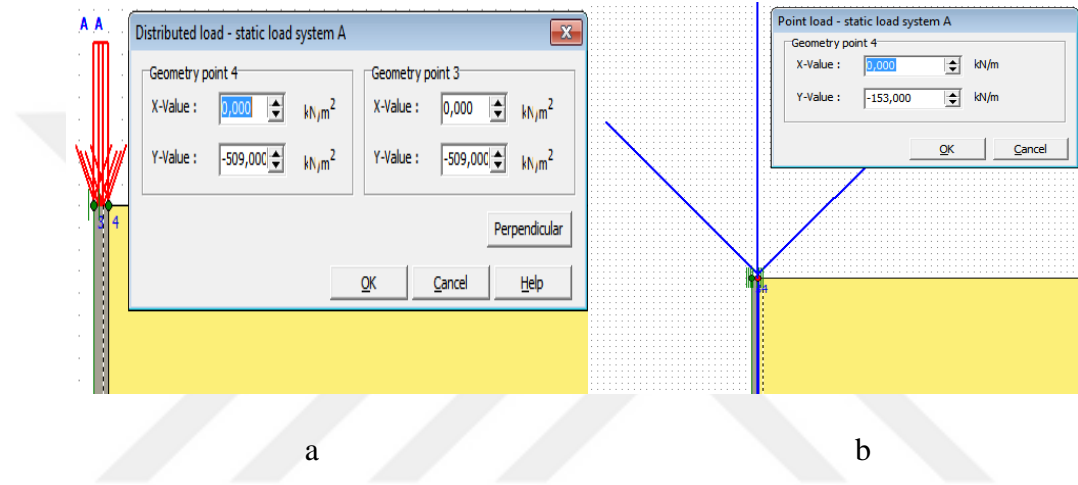 A A
Distributed load - static load system A
Geometry point 4
X-Value : 0,000 kN/m2
Y-Value : -509,000 kN/m2
Geometry point 3
X-Value : 0,000 kN/m2
Y-Value : -509,000 kN/m2
Perpendicular
OK Cancel Help
3 4
a
Point load - static load system A
Geometry point 4
X-Value : 0,000 kN/m
Y-Value : -153,000 kN/m
OK Cancel
b